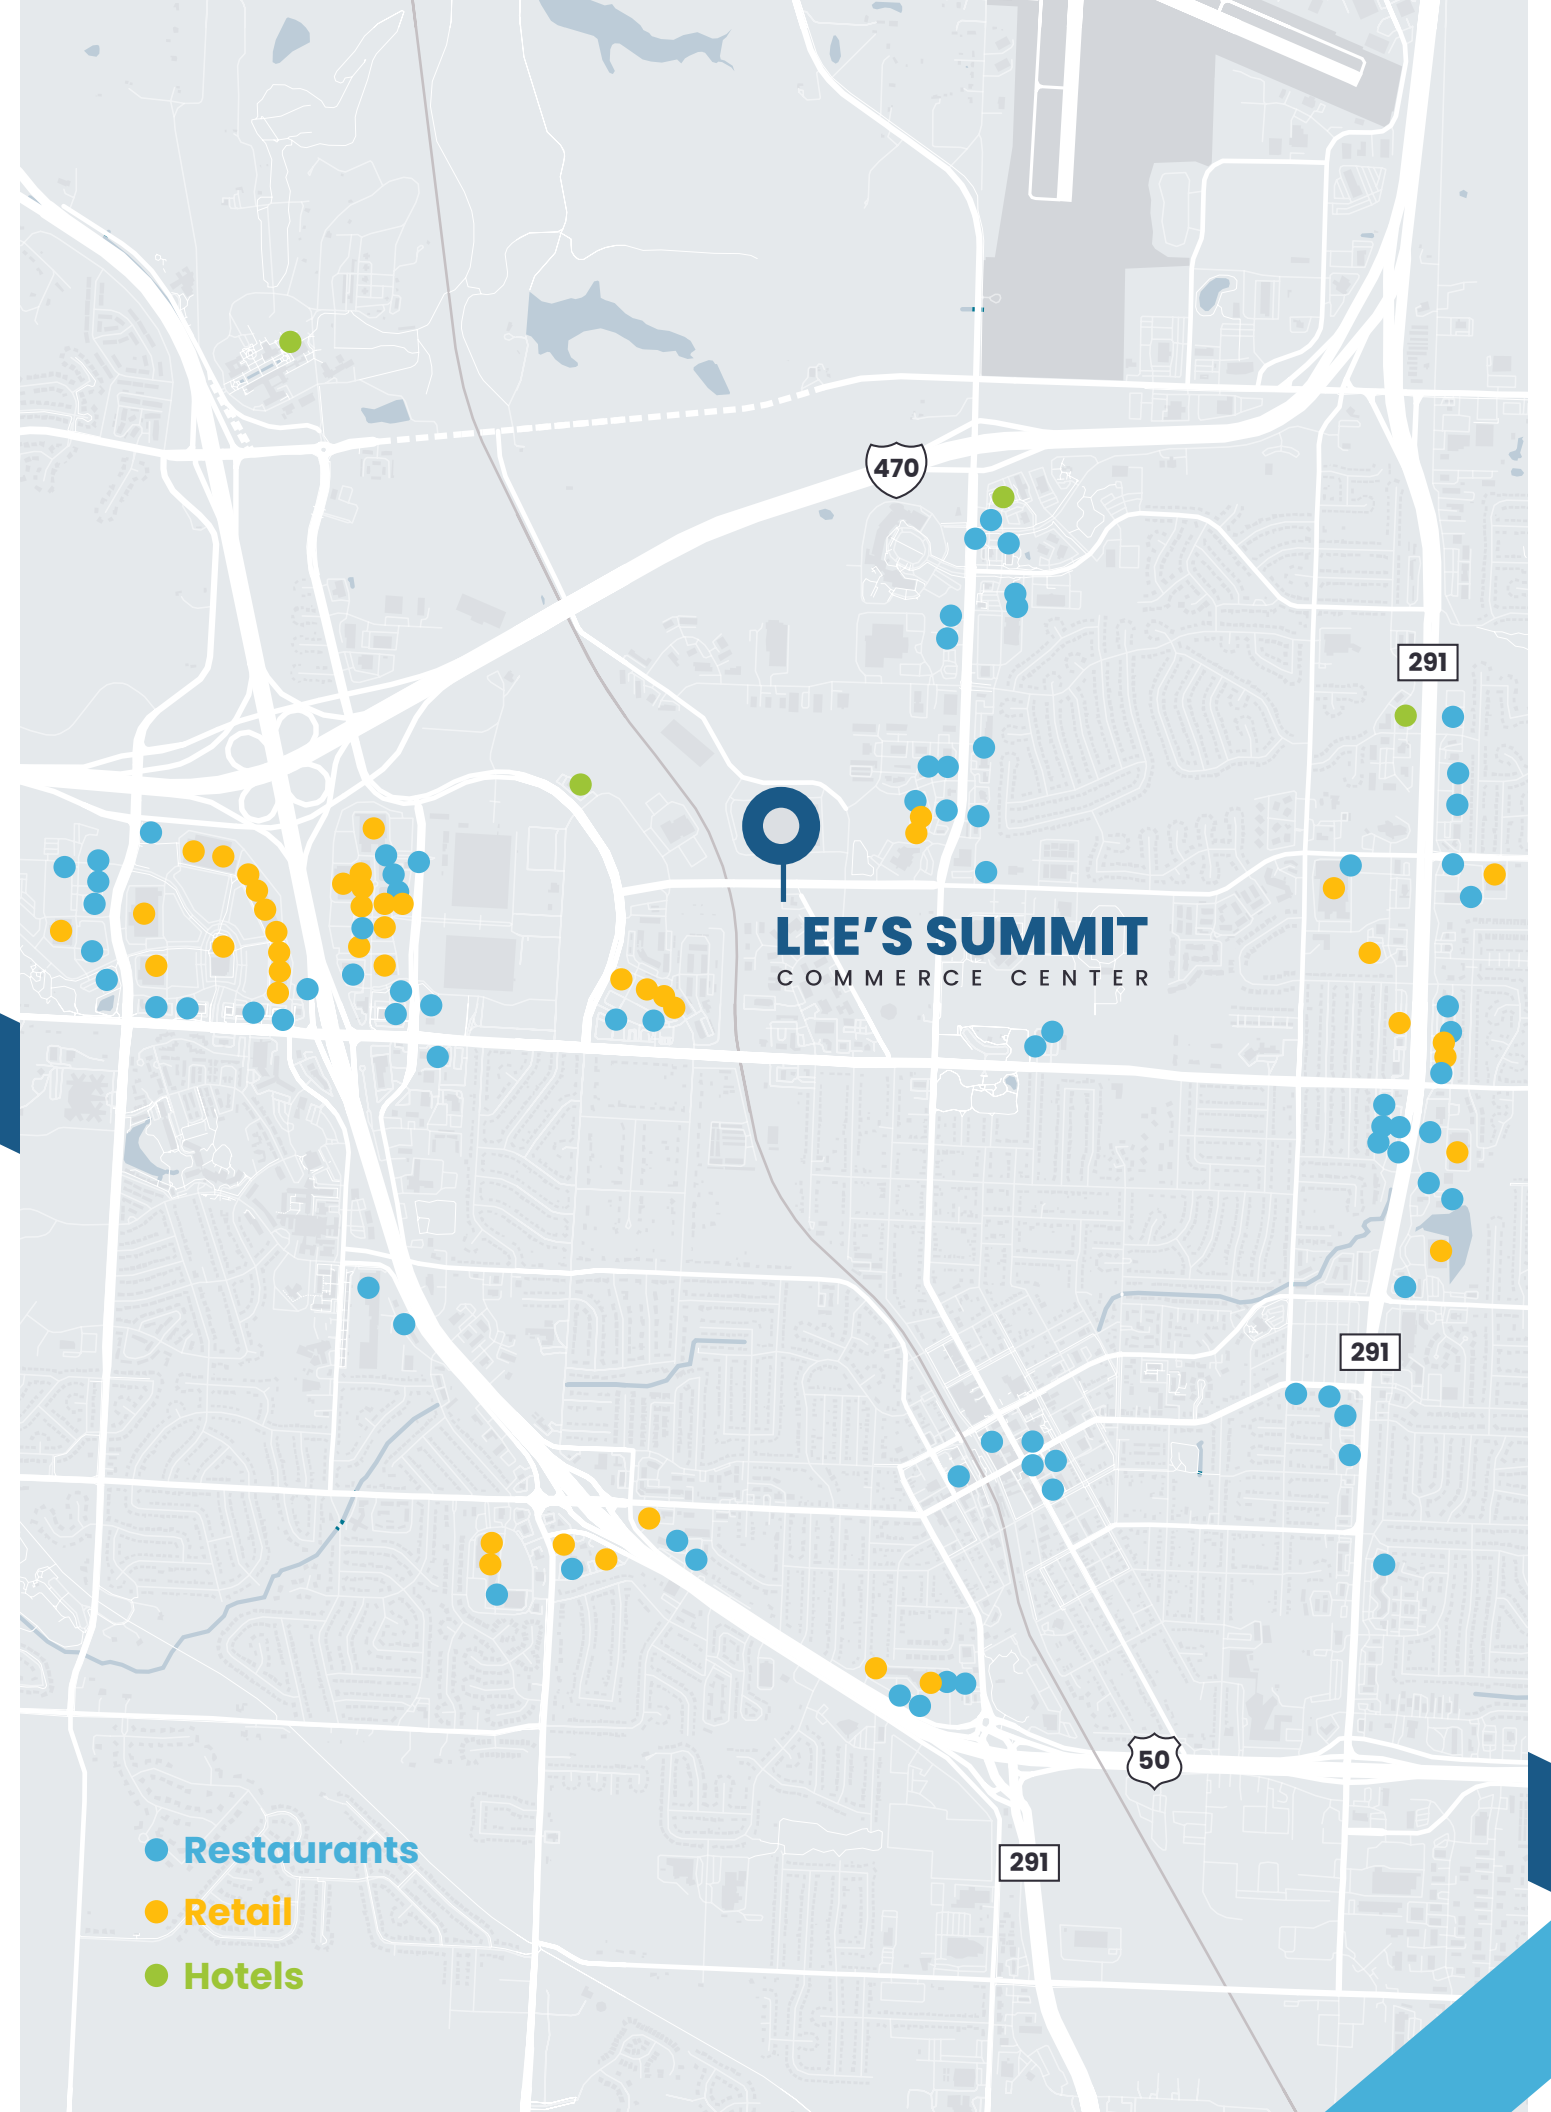 470
291
LEE’S SUMMIT
COMMERCE CENTER
291
50
291
Restaurants
Retail
Hotels